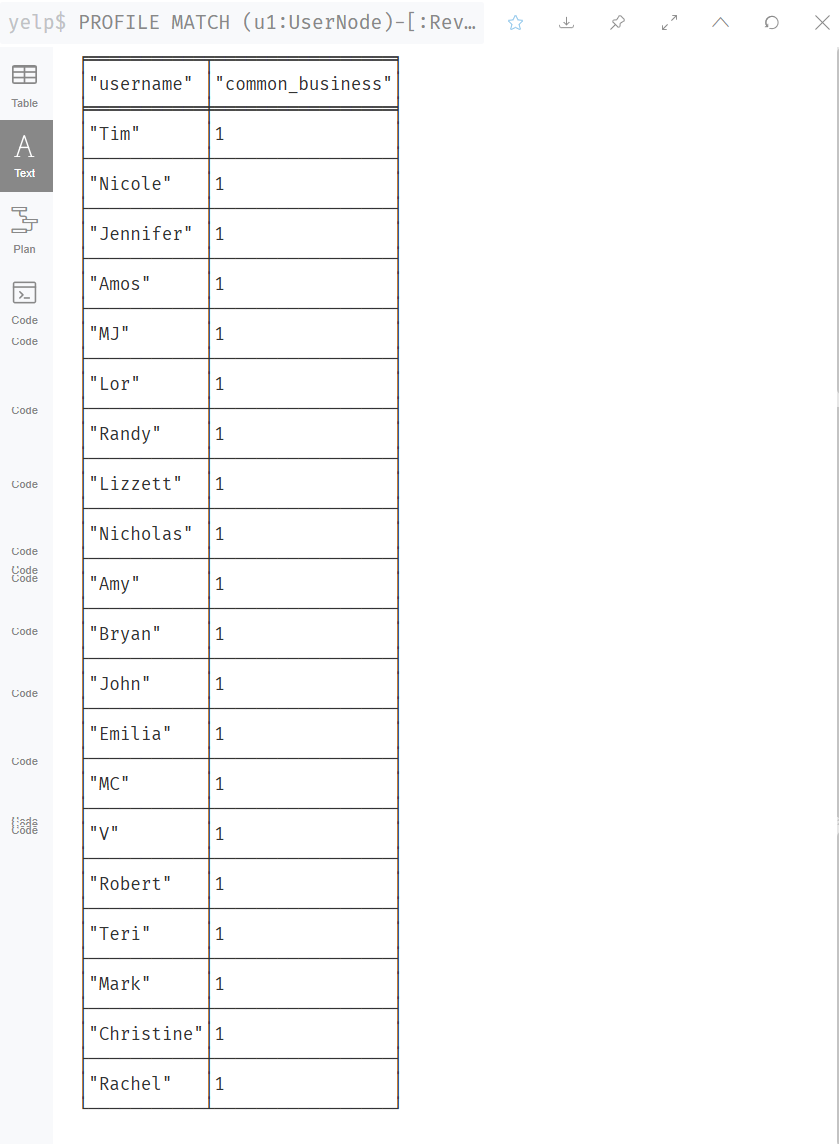 yelp$ PROFILE MATCH (u1:UserNode)-[:Rev…
Table
Text
Plan
Code
Code
Code
Code
Code
Code
Code
Code
Code
Code
Code
Code
"username" "common_business"
"Tim" 1
"Nicole" 1
"Jennifer" 1
"Amos" 1
"MJ" 1
"Lor" 1
"Randy" 1
"Lizzett" 1
"Nicholas" 1
"Amy" 1
"Bryan" 1
"John" 1
"Emilia" 1
"MC" 1
"V" 1
"Robert" 1
"Teri" 1
"Mark" 1
"Christine" 1
"Rachel" 1